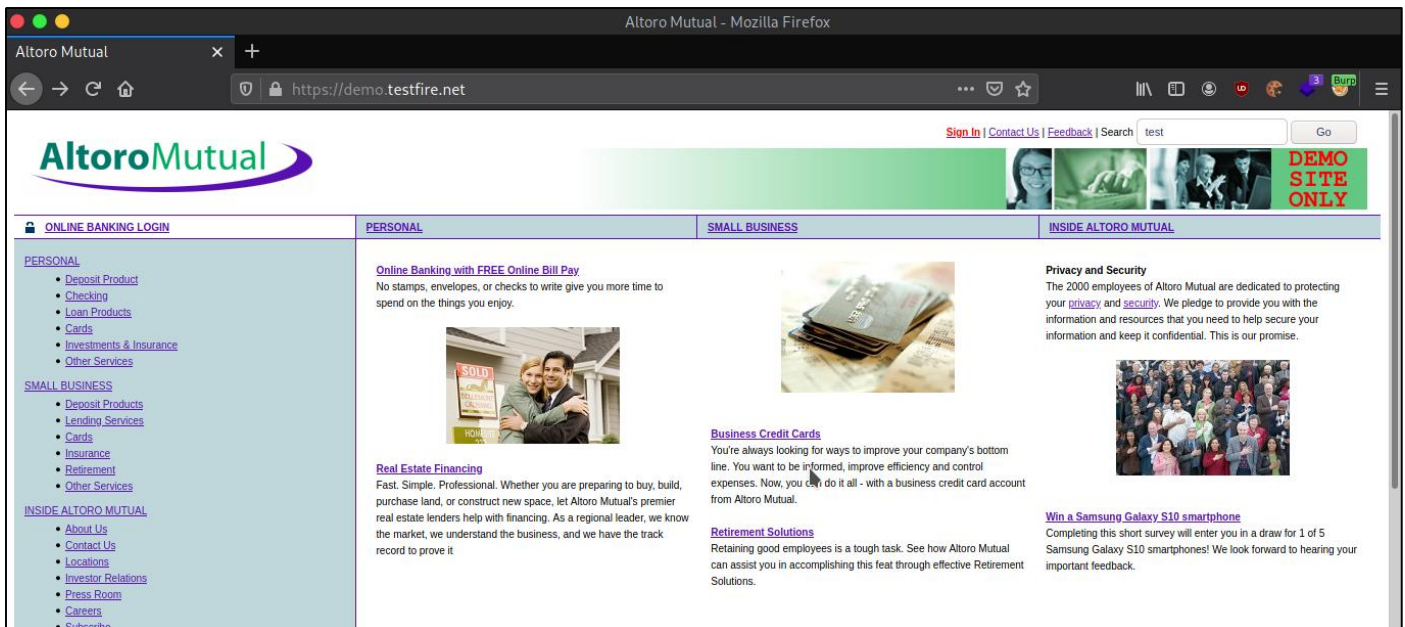 Altoro Mutual - Mozilla Firefox
Altoro Mutual
https://demo.testfire.net
3
Burp
Sign In | Contact Us | Feedback | Search test Go
AltoroMutual
DEMO
SITE
ONLY
ONLINE BANKING LOGIN
PERSONAL
SMALL BUSINESS
INSIDE ALTORO MUTUAL
PERSONAL
• Deposit Product
• Checking
• Loan Products
• Cards
• Investments & Insurance
• Other Services
SMALL BUSINESS
• Deposit Products
• Lending Services
• Cards
• Insurance
• Retirement
• Other Services
INSIDE ALTORO MUTUAL
• About Us
• Contact Us
• Locations
• Investor Relations
• Press Room
• Careers
• Subscribe
Online Banking with FREE Online Bill Pay
No stamps, envelopes, or checks to write give you more time to
spend on the things you enjoy.
SOLD
Real Estate Financing
Fast. Simple. Professional. Whether you are preparing to buy, build,
purchase land, or construct new space, let Altoro Mutual's premier
real estate lenders help with financing. As a regional leader, we know
the market, we understand the business, and we have the track
record to prove it
Business Credit Cards
You're always looking for ways to improve your company's bottom
line. You want to be informed, improve efficiency and control
expenses. Now, you can do it all - with a business credit card account
from Altoro Mutual.
Retirement Solutions
Retaining good employees is a tough task. See how Altoro Mutual
can assist you in accomplishing this feat through effective Retirement
Solutions.
Privacy and Security
The 2000 employees of Altoro Mutual are dedicated to protecting
your privacy and security. We pledge to provide you with the
information and resources that you need to help secure your
information and keep it confidential. This is our promise.
Win a Samsung Galaxy S10 smartphone
Completing this short survey will enter you in a draw for 1 of 5
Samsung Galaxy S10 smartphones! We look forward to hearing your
important feedback.